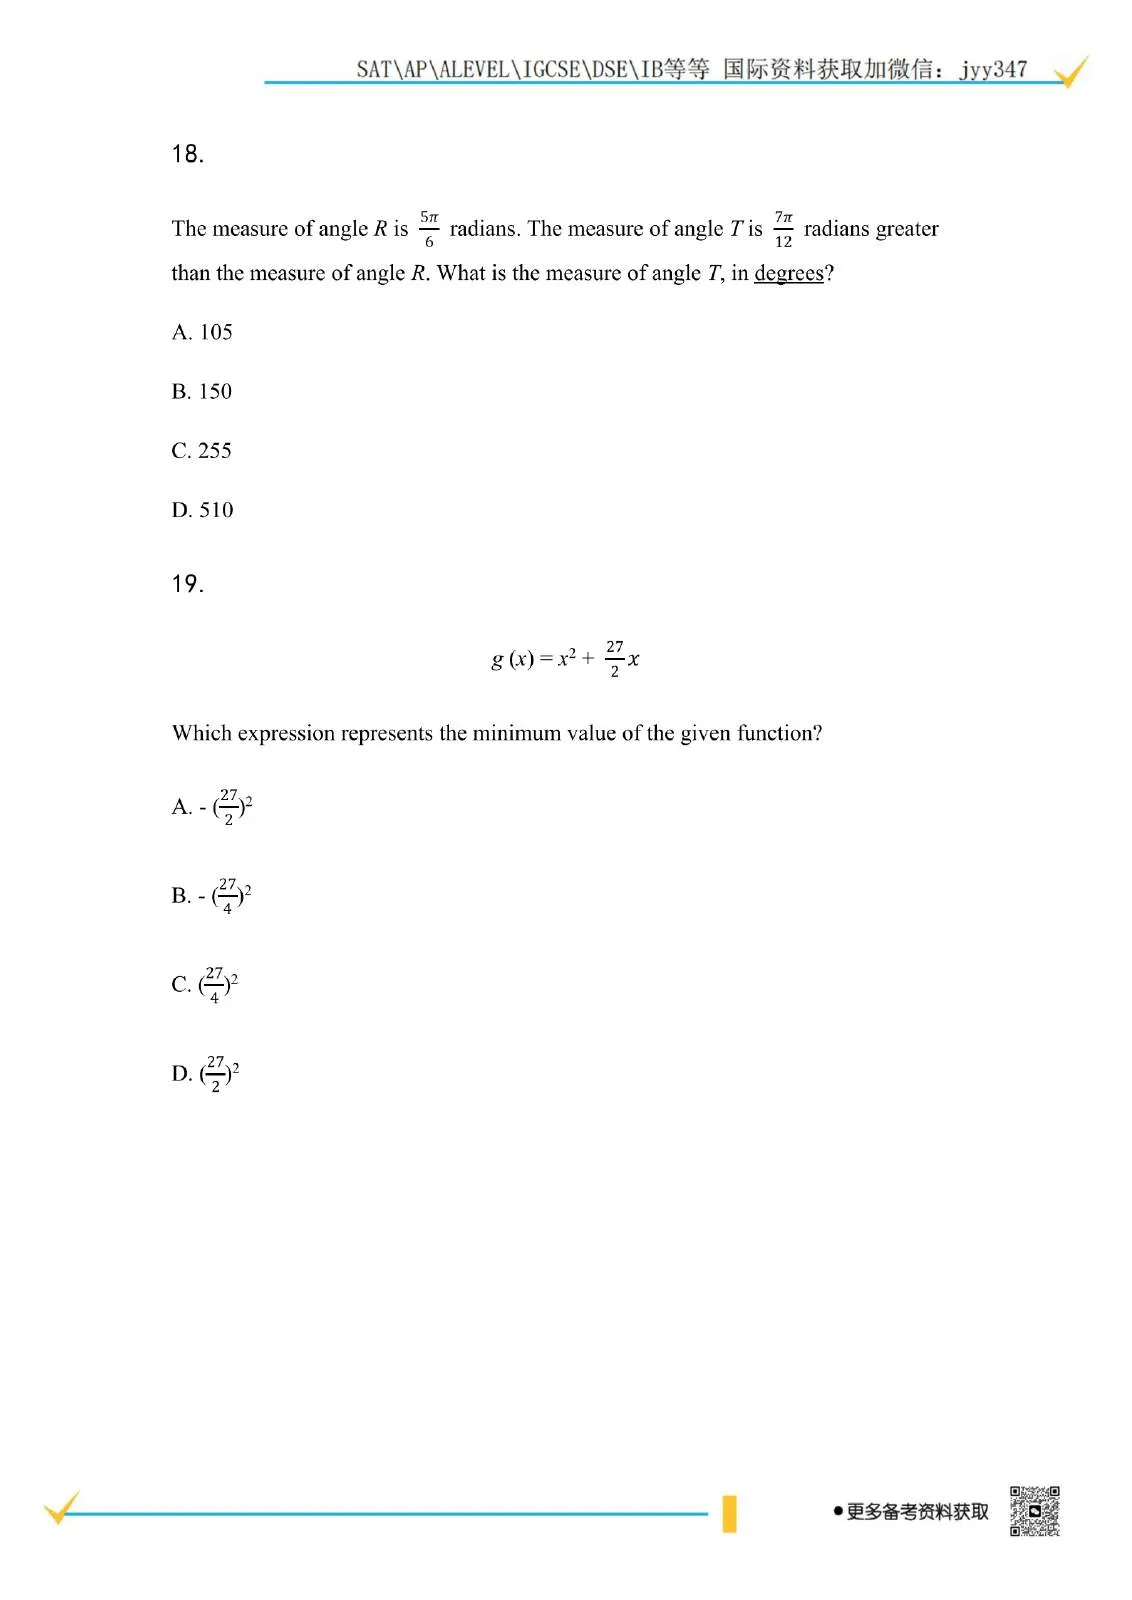 SAT\AP\ALEVEL\IGCSE\DSE\IB等等 国际资料获取加微信：jyy347
18.
The measure of angle R is 5π/6 radians. The measure of angle T is 7π/12 radians greater
than the measure of angle R. What is the measure of angle T, in degrees?
A. 105
B. 150
C. 255
D. 510
19.
g (x) = x² + 27/2 x
Which expression represents the minimum value of the given function?
A. - (27/2)²
B. - (27/4)²
C. (27/4)²
D. (27/2)²
●更多备考资料获取